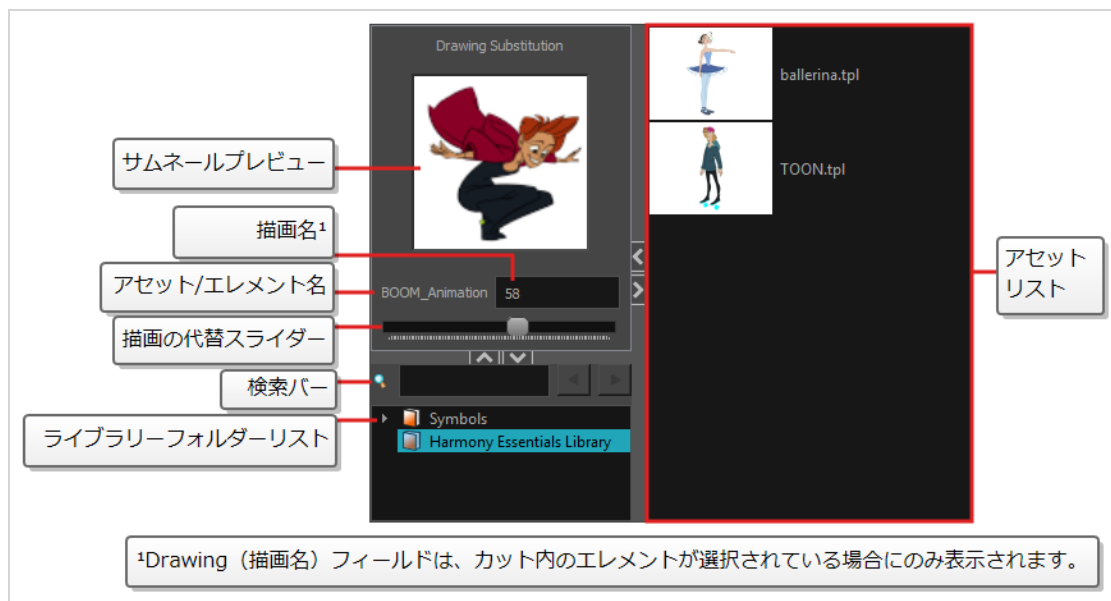 Drawing Substitution
ballerina.tpl
TOON.tpl
サムネールプレビュー
描画名¹
アセット/エレメント名
BOOM_Animation
58
描画の代替スライダー
検索バー
ライブラリーフォルダーリスト
Symbols
Harmony Essentials Library
アセット
リスト
¹Drawing（描画名）フィールドは、カット内のエレメントが選択されている場合にのみ表示されます。